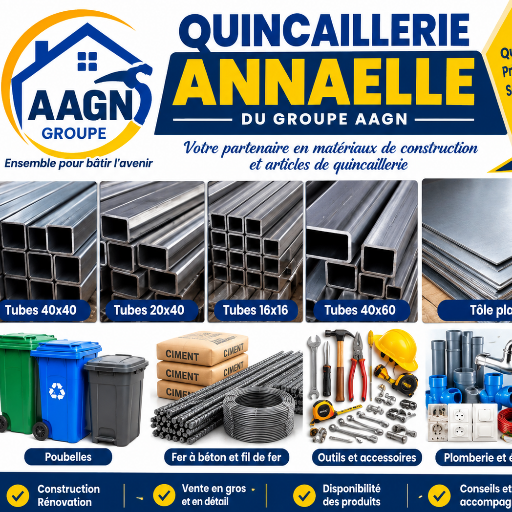 QUINCAILLERIE
ANNAELLE
DU GROUPE AAGN
AAGN
GROUPE
Ensemble pour bâtir l'avenir
Votre partenaire en matériaux de construction
et articles de quincaillerie
Qu
Pr
S
Tubes 40x40
Tubes 20x40
Tubes 16x16
Tubes 40x60
Tôle pla
CIMENT
CIMENT
CIMENT
Poubelles
Fer à béton et fil de fer
Outils et accessoires
Plomberie et é
Construction
Rénovation
Vente en gros
et en détail
Disponibilité
des produits
Conseils et
accompag